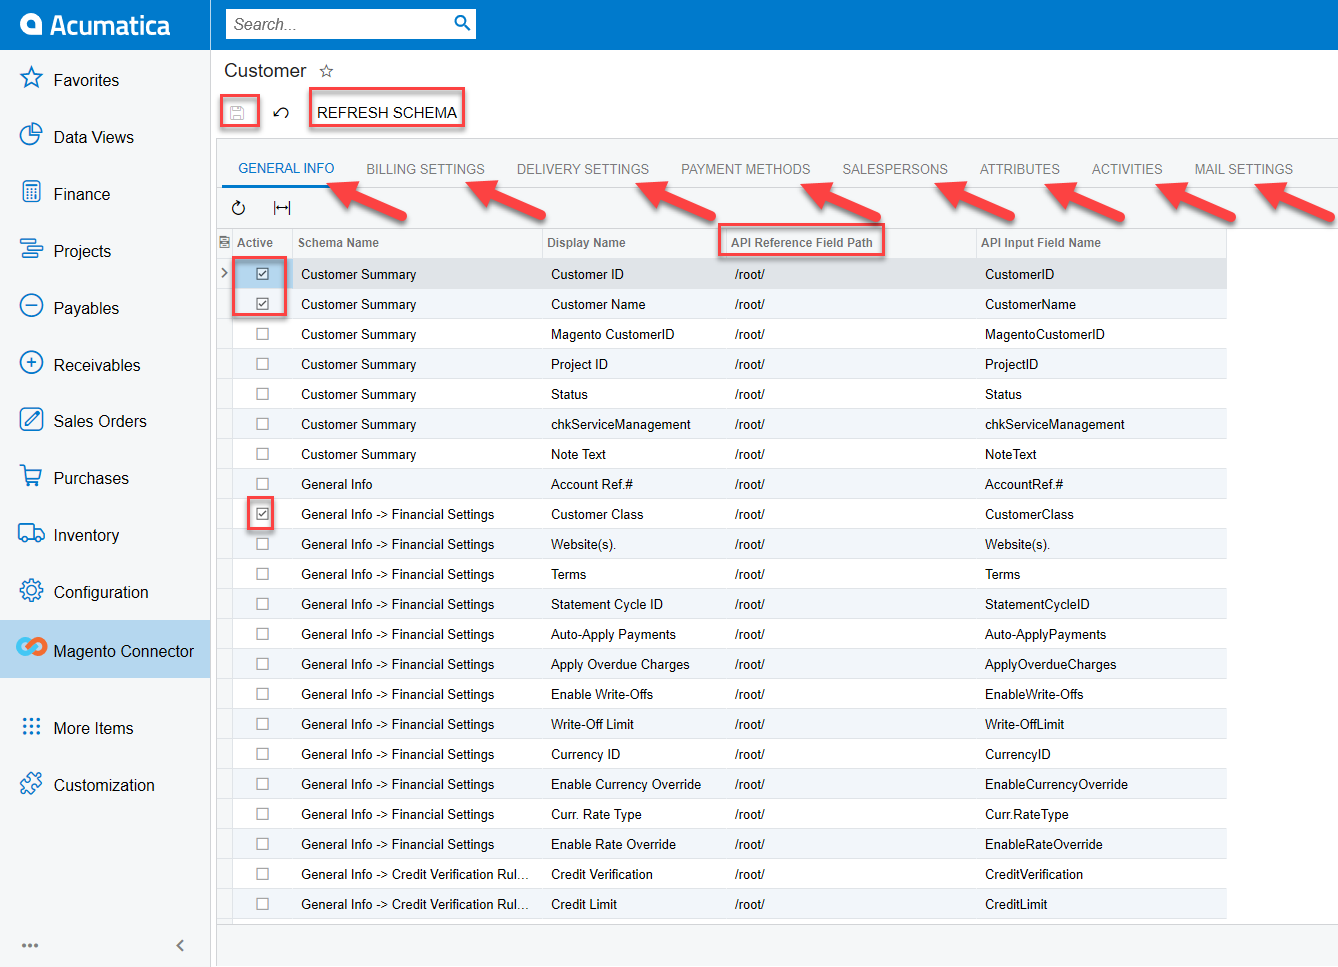 Acumatica
Search...
Favorites
Data Views
Finance
Projects
Payables
Receivables
Sales Orders
Purchases
Inventory
Configuration
Magento Connector
More Items
Customization
Customer
REFRESH SCHEMA
GENERAL INFO BILLING SETTINGS DELIVERY SETTINGS PAYMENT METHODS SALESPERSONS ATTRIBUTES ACTIVITIES MAIL SETTINGS
Active Schema Name Display Name API Reference Field Path API Input Field Name
Customer Summary Customer ID /root/ CustomerID
Customer Summary Customer Name /root/ CustomerName
Customer Summary Magento CustomerID /root/ MagentoCustomerID
Customer Summary Project ID /root/ ProjectID
Customer Summary Status /root/ Status
Customer Summary chkServiceManagement /root/ chkServiceManagement
Customer Summary Note Text /root/ NoteText
General Info Account Ref.# /root/ AccountRef.#
General Info -> Financial Settings Customer Class /root/ CustomerClass
General Info -> Financial Settings Website(s). /root/ Website(s).
General Info -> Financial Settings Terms /root/ Terms
General Info -> Financial Settings Statement Cycle ID /root/ StatementCycleID
General Info -> Financial Settings Auto-Apply Payments /root/ Auto-ApplyPayments
General Info -> Financial Settings Apply Overdue Charges /root/ ApplyOverdueCharges
General Info -> Financial Settings Enable Write-Offs /root/ EnableWrite-Offs
General Info -> Financial Settings Write-Off Limit /root/ Write-OffLimit
General Info -> Financial Settings Currency ID /root/ CurrencyID
General Info -> Financial Settings Enable Currency Override /root/ EnableCurrencyOverride
General Info -> Financial Settings Curr. Rate Type /root/ Curr.RateType
General Info -> Financial Settings Enable Rate Override /root/ EnableRateOverride
General Info -> Credit Verification Rul... Credit Verification /root/ CreditVerification
General Info -> Credit Verification Rul... Credit Limit /root/ CreditLimit